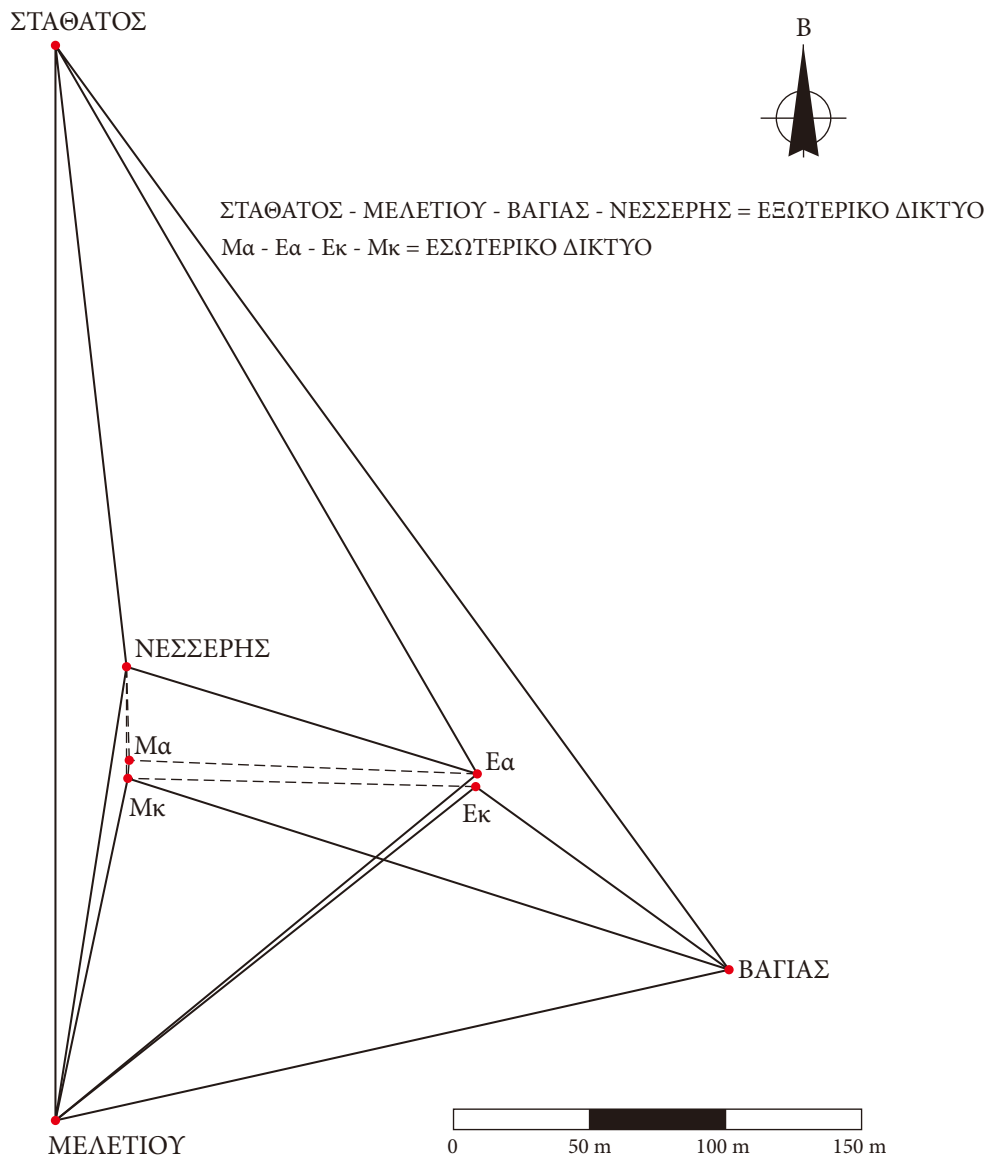 ΣΤΑΘΑΤΟΣ
Β
ΣΤΑΘΑΤΟΣ - ΜΕΛΕΤΙΟΥ - ΒΑΓΙΑΣ - ΝΕΣΣΕΡΗΣ = ΕΞΩΤΕΡΙΚΟ ΔΙΚΤΥΟ
Μα - Εα - Εκ - Μκ = ΕΣΩΤΕΡΙΚΟ ΔΙΚΤΥΟ
ΝΕΣΣΕΡΗΣ
Μα
Εα
Μκ
Εκ
ΒΑΓΙΑΣ
ΜΕΛΕΤΙΟΥ
0 50 m 100 m 150 m